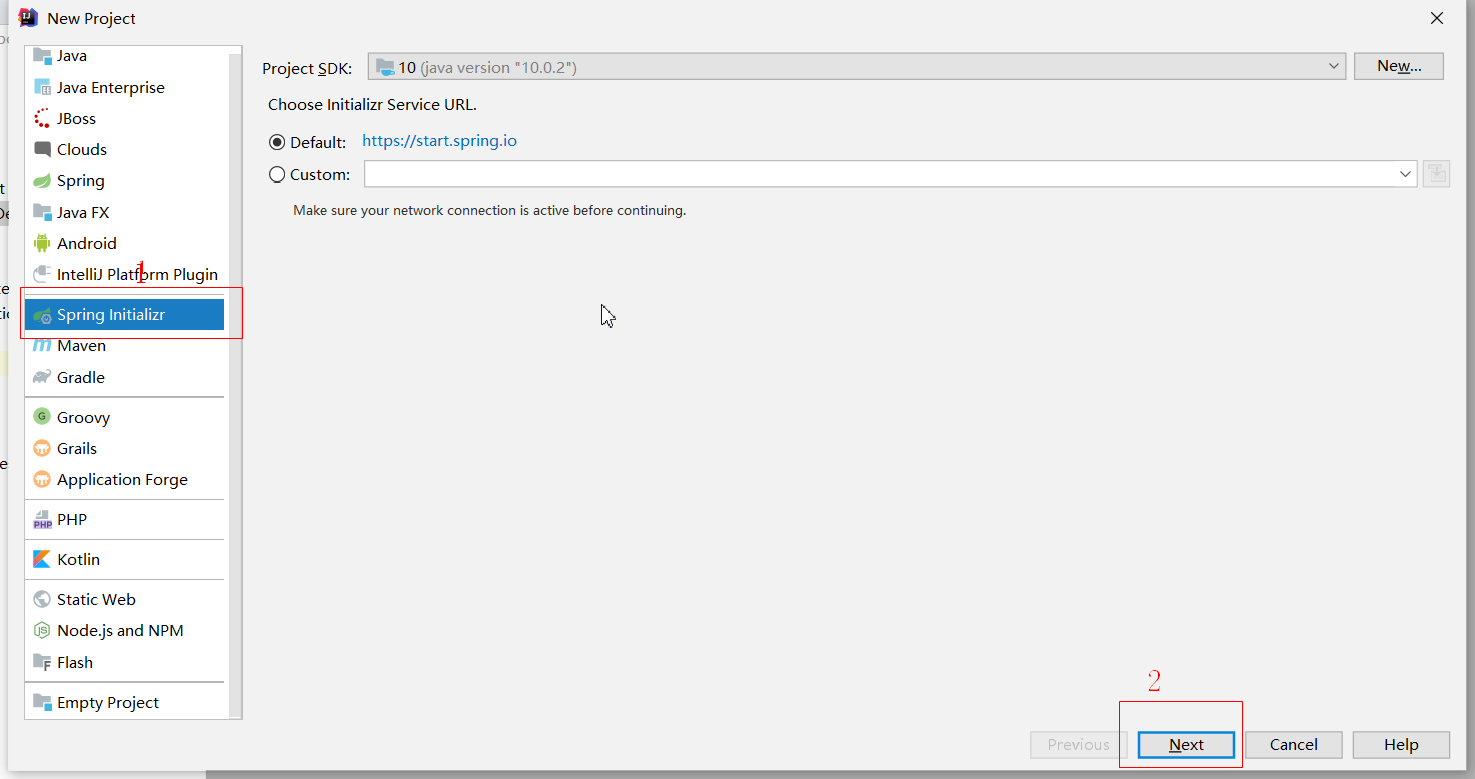 New Project
Java
Java Enterprise
JBoss
Clouds
Spring
Java FX
Android
IntelliJ Platform Plugin
1
Spring Initializr
Maven
Gradle
Groovy
Grails
Application Forge
PHP
Kotlin
Static Web
Node.js and NPM
Flash
Empty Project
Project SDK: 10 (java version "10.0.2") New...
Choose Initializr Service URL.
Default: https://start.spring.io
Custom:
Make sure your network connection is active before continuing.
2
Previous Next Cancel Help